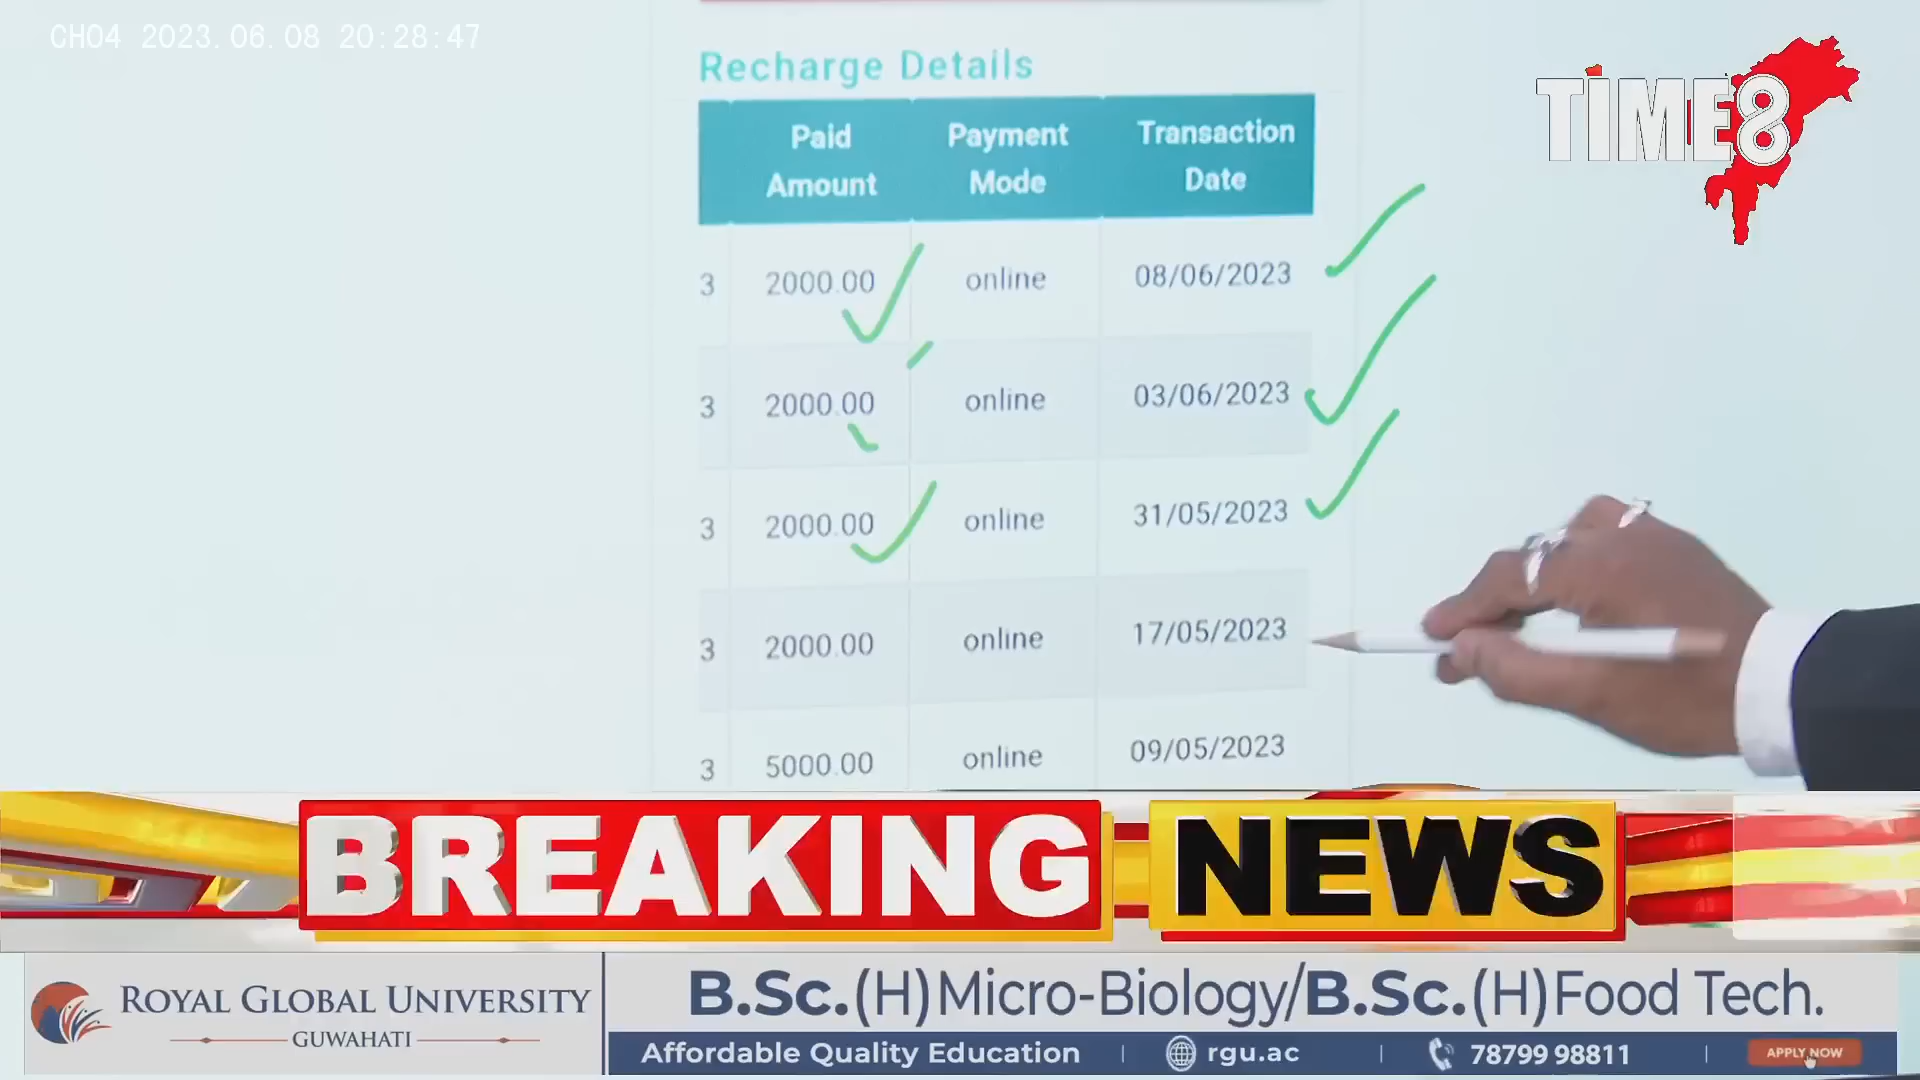 CH04 2023.06.08 20:28:47
TIME8
Recharge Details
Paid Amount Payment Mode Transaction Date
3 2000.00 online 08/06/2023
3 2000.00 online 03/06/2023
3 2000.00 online 31/05/2023
3 2000.00 online 17/05/2023
3 5000.00 online 09/05/2023
BREAKING NEWS
ROYAL GLOBAL UNIVERSITY
GUWAHATI
B.Sc.(H)Micro-Biology/B.Sc.(H)Food Tech.
Affordable Quality Education | rgu.ac | 78799 98811 | APPLY NOW